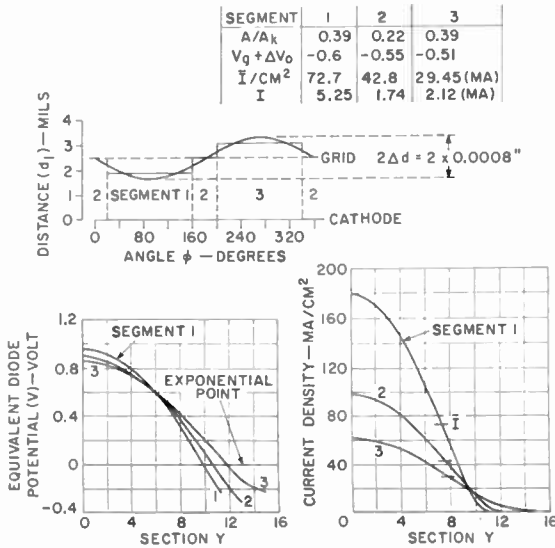 SEGMENT 1 2 3
A/Ak 0.39 0.22 0.39
Vg + ΔVo -0.6 -0.55 -0.51
Ī/CM² 72.7 42.8 29.45 (MA)
I 5.25 1.74 2.12 (MA)
DISTANCE (d₁)—MILS
4
3
2
1
0
GRID
2Δd = 2 x 0.0008"
2 SEGMENT 1 2 3 2
CATHODE
0 80 160 240 320
ANGLE ϕ — DEGREES
EQUIVALENT DIODE
POTENTIAL (V)—VOLT
1.2
0.8
0.4
0
-0.4
SEGMENT 1
3
EXPONENTIAL
POINT
1 2 3
0 4 8 12 16
SECTION Y
CURRENT DENSITY—MA/CM²
200
160
120
80
40
SEGMENT 1
2
Ī
3
0 4 8 12 16
SECTION Y